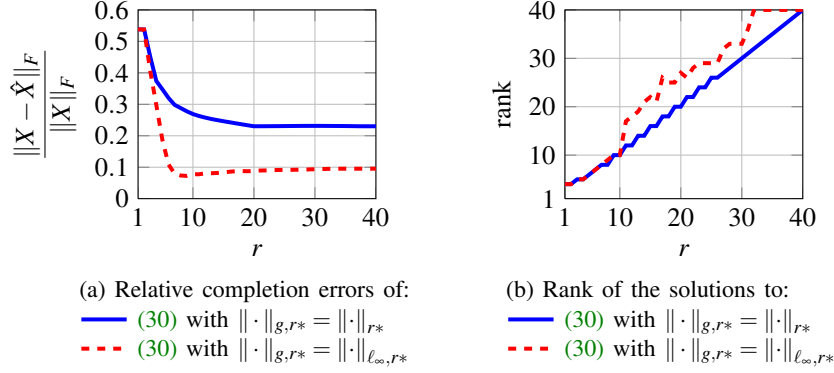 0.6
0.5
0.4
0.3
0.2
0.1
0
1
10
20
30
40
r
‖X − X̂‖_F / ‖X‖_F
40
30
20
10
1
1
10
20
30
40
r
rank
(a) Relative completion errors of:
(30) with ‖ · ‖_{g,r∗} = ‖·‖_{r∗}
(30) with ‖ · ‖_{g,r∗} = ‖·‖_{ℓ∞,r∗}
(b) Rank of the solutions to:
(30) with ‖ · ‖_{g,r∗} = ‖·‖_{r∗}
(30) with ‖ · ‖_{g,r∗} = ‖·‖_{ℓ∞,r∗}